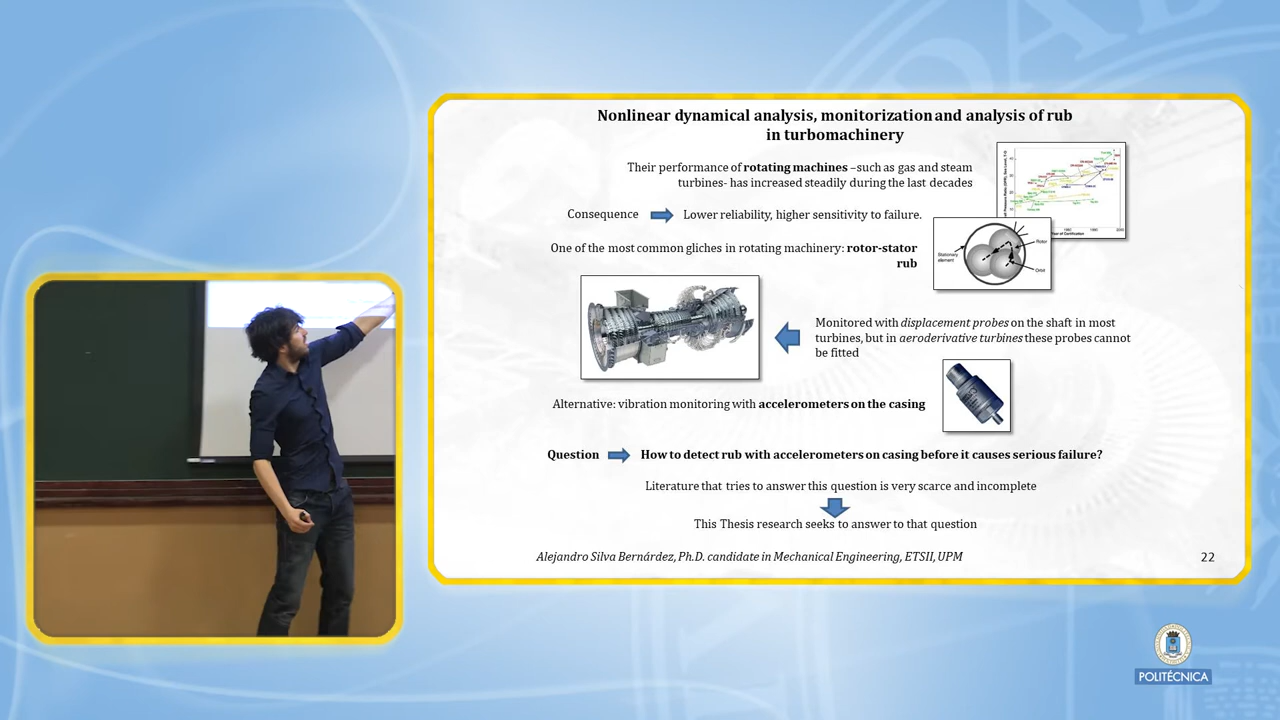 Nonlinear dynamical analysis, monitorization and analysis of rub
in turbomachinery
Their performance of rotating machines –such as gas and steam
turbines- has increased steadily during the last decades
Consequence
Lower reliability, higher sensitivity to failure.
One of the most common gliches in rotating machinery: rotor-stator
rub
Stationary
element
Rotor
Orbit
Monitored with displacement probes on the shaft in most
turbines, but in aeroderivative turbines these probes cannot
be fitted
Alternative: vibration monitoring with accelerometers on the casing
Question
How to detect rub with accelerometers on casing before it causes serious failure?
Literature that tries to answer this question is very scarce and incomplete
This Thesis research seeks to answer to that question
Alejandro Silva Bernárdez, Ph.D. candidate in Mechanical Engineering, ETSII, UPM
22
POLITÉCNICA